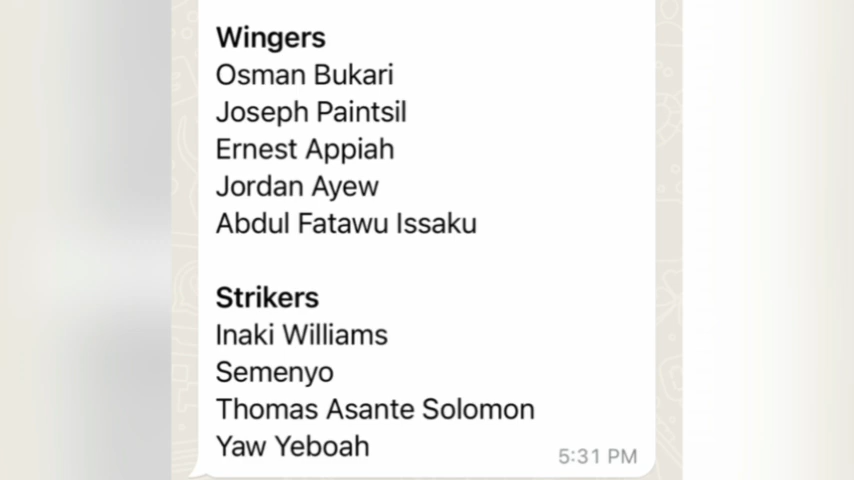 Wingers
Osman Bukari
Joseph Paintsil
Ernest Appiah
Jordan Ayew
Abdul Fatawu Issaku
Strikers
Inaki Williams
Semenyo
Thomas Asante Solomon
Yaw Yeboah
5:31 PM